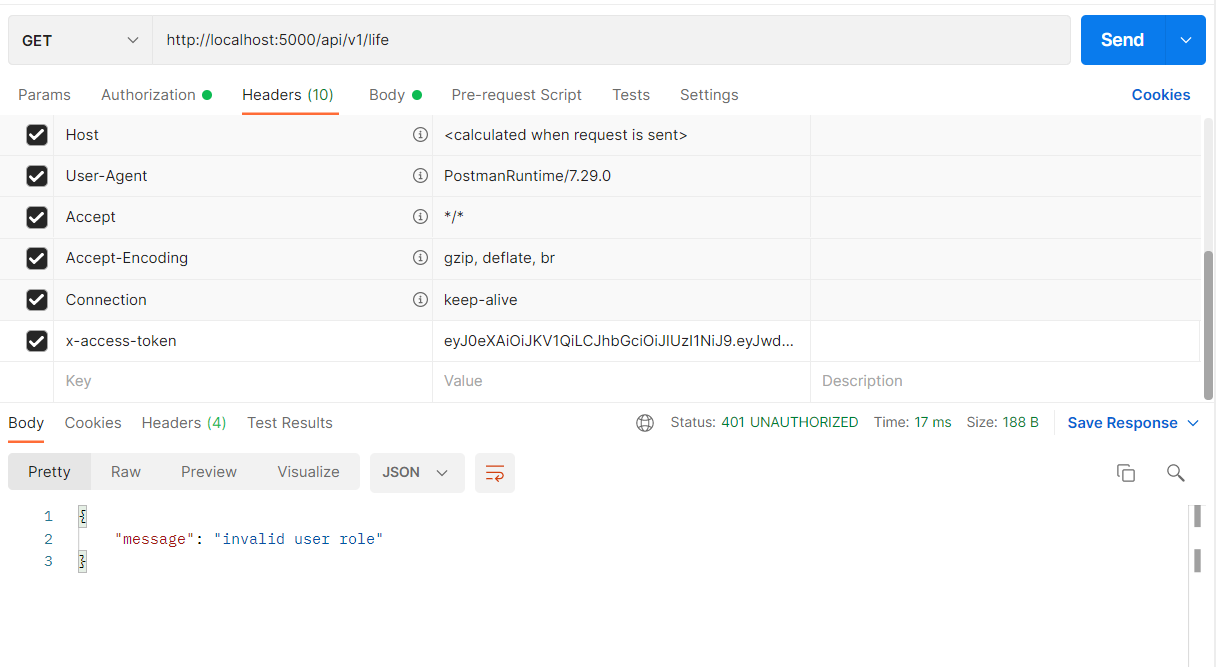 GET http://localhost:5000/api/v1/life Send
Params Authorization Headers (10) Body Pre-request Script Tests Settings Cookies
Host <calculated when request is sent>
User-Agent PostmanRuntime/7.29.0
Accept */*
Accept-Encoding gzip, deflate, br
Connection keep-alive
x-access-token eyJ0eXAiOiJKV1QiLCJhbGciOiJIUzI1NiJ9.eyJwd...
Key Value Description
Body Cookies Headers (4) Test Results Status: 401 UNAUTHORIZED Time: 17 ms Size: 188 B Save Response
Pretty Raw Preview Visualize JSON
1 {
2 "message": "invalid user role"
3 }